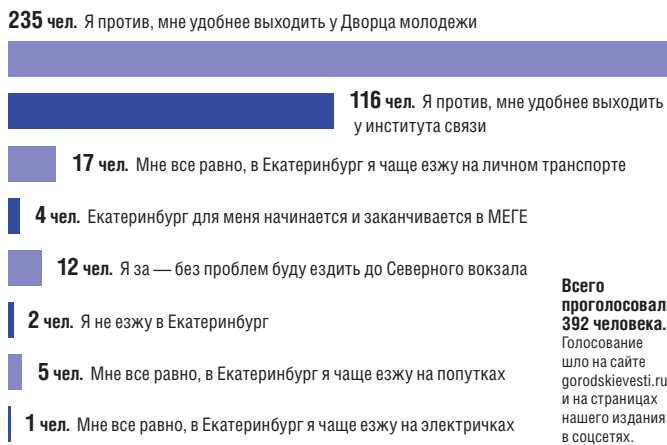 235 чел. Я против, мне удобнее выходить у Дворца молодежи
116 чел. Я против, мне удобнее выходить
у института связи
17 чел. Мне все равно, в Екатеринбург я чаще езжу на личном транспорте
4 чел. Екатеринбург для меня начинается и заканчивается в МЕГЕ
12 чел. Я за — без проблем буду ездить до Северного вокзала
2 чел. Я не езжу в Екатеринбург
5 чел. Мне все равно, в Екатеринбург я чаще езжу на попутках
1 чел. Мне все равно, в Екатеринбург я чаще езжу на электричках
Всего
проголосовали
392 человека.
Голосование
шло на сайте
gorodskievesti.ru
и на страницах
нашего издания
в соцсетях.